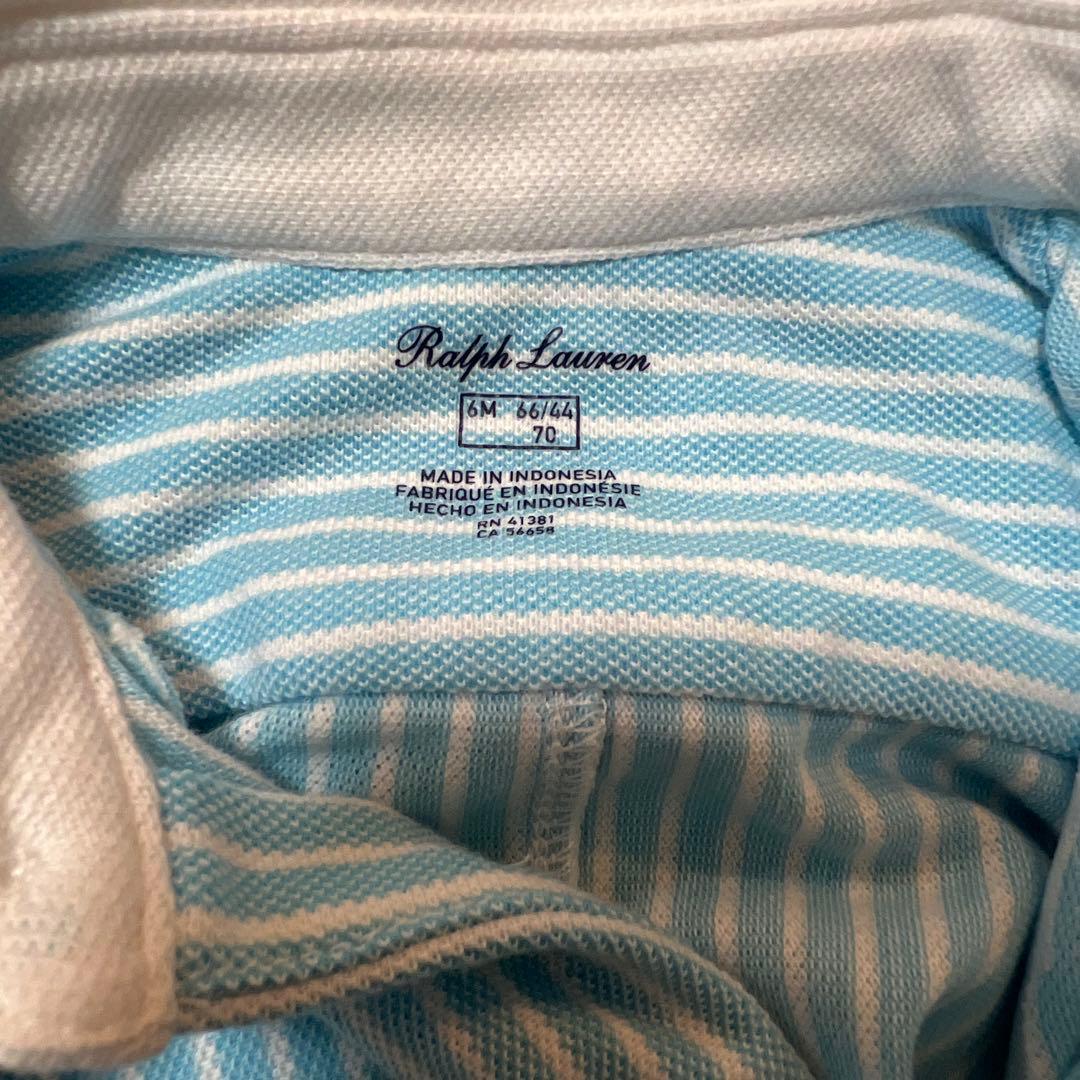 Ralph Lauren
6M 66/44
70
MADE IN INDONESIA
FABRIQUÉ EN INDONÉSIE
HECHO EN INDONESIA
RN 41381
CA 56658